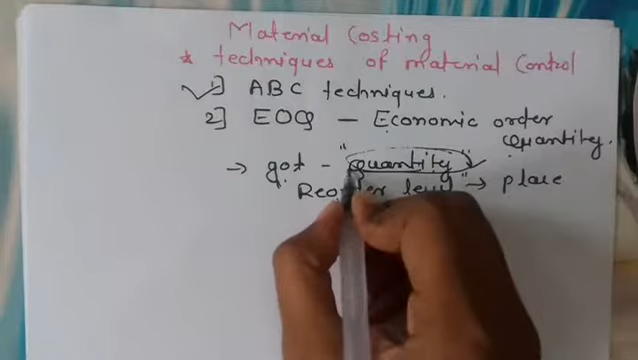 Material Costing
* techniques of material Control
1] ABC techniques.
2] EOQ - Economic order quantity.
→ got - "quantity"
Reorder level → place